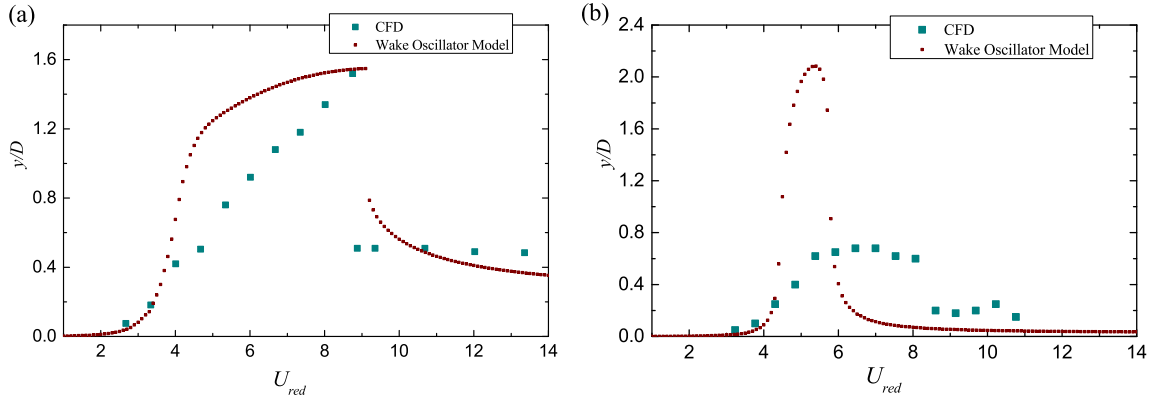 (a)
CFD
Wake Oscillator Model
1.6
1.2
0.8
0.4
0.0
y/D
2 4 6 8 10 12 14
U_red
(b)
CFD
Wake Oscillator Model
2.4
2.0
1.6
1.2
0.8
0.4
0.0
y/D
2 4 6 8 10 12 14
U_red